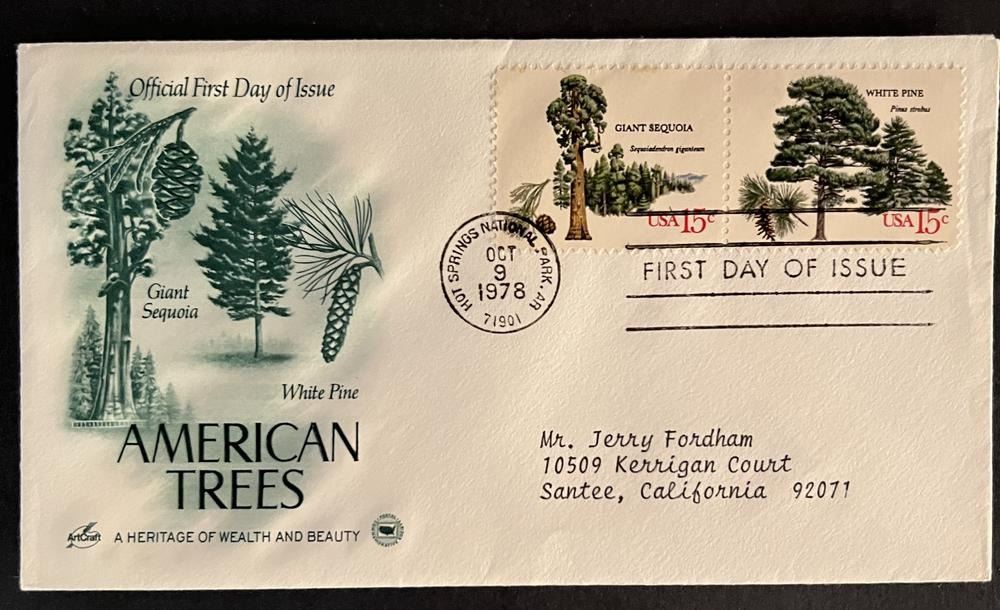 Official First Day of Issue
Giant
Sequoia
White Pine
AMERICAN
TREES
ArtCraft
A HERITAGE OF WEALTH AND BEAUTY
GIANT SEQUOIA
Sequoiadendron giganteum
USA 15c
WHITE PINE
Pinus strobus
USA 15c
HOT SPRINGS NATIONAL PARK, AR
OCT
9
1978
71901
FIRST DAY OF ISSUE
Mr. Jerry Fordham
10509 Kerrigan Court
Santee, California 92071